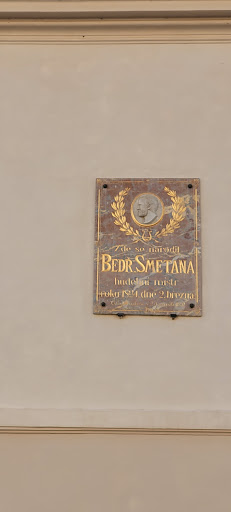 Zde se narodil
BEDŘ. SMETANA
hudební mistr
roku 1824 dne 2. března